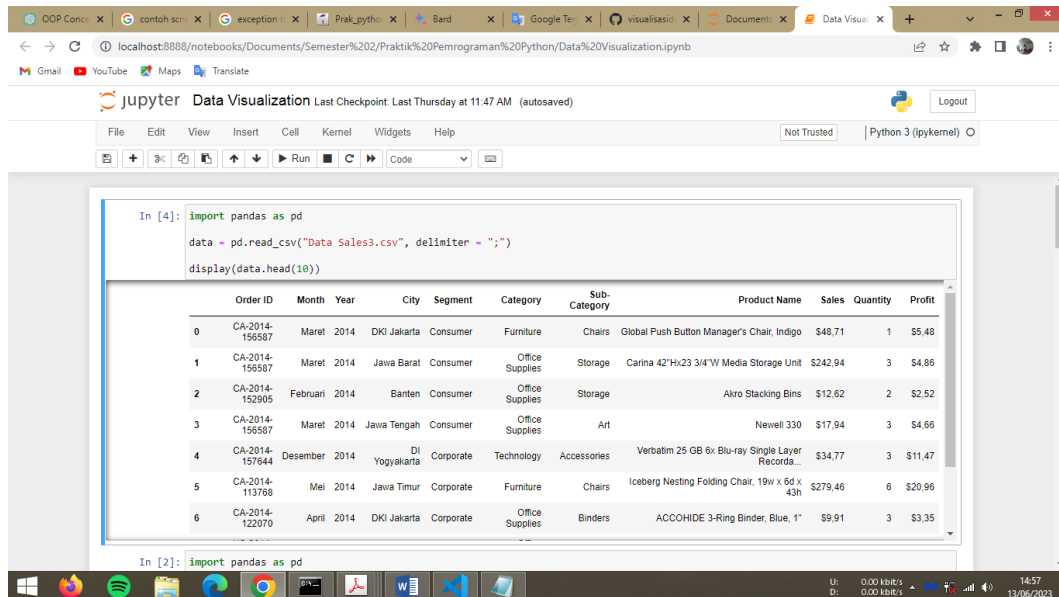 OOP Conce
contoh scri
exception h
Prak_pytho
Bard
Google Terj
visualisasid
Documents
Data Visual
localhost:8888/notebooks/Documents/Semester%202/Praktik%20Pemrograman%20Python/Data%20Visualization.ipynb
Gmail YouTube Maps Translate
jupyter Data Visualization Last Checkpoint: Last Thursday at 11:47 AM (autosaved) Logout
File Edit View Insert Cell Kernel Widgets Help Not Trusted Python 3 (ipykernel)
Run Code
In [4]: import pandas as pd
data = pd.read_csv("Data Sales3.csv", delimiter = ";")
display(data.head(10))
Order ID Month Year City Segment Category Sub-Category Product Name Sales Quantity Profit
0 CA-2014-156587 Maret 2014 DKI Jakarta Consumer Furniture Chairs Global Push Button Manager's Chair, Indigo $48,71 1 $5,48
1 CA-2014-156587 Maret 2014 Jawa Barat Consumer Office Supplies Storage Carina 42"Hx23 3/4"W Media Storage Unit $242,94 3 $4,86
2 CA-2014-152905 Februari 2014 Banten Consumer Office Supplies Storage Akro Stacking Bins $12,62 2 $2,52
3 CA-2014-156587 Maret 2014 Jawa Tengah Consumer Office Supplies Art Newell 330 $17,94 3 $4,66
4 CA-2014-157644 Desember 2014 DI Yogyakarta Corporate Technology Accessories Verbatim 25 GB 6x Blu-ray Single Layer Recorda... $34,77 3 $11,47
5 CA-2014-113768 Mei 2014 Jawa Timur Corporate Furniture Chairs Iceberg Nesting Folding Chair, 19w x 6d x 43h $279,46 6 $20,96
6 CA-2014-122070 April 2014 DKI Jakarta Corporate Office Supplies Binders ACCOHIDE 3-Ring Binder, Blue, 1" $9,91 3 $3,35
In [2]: import pandas as pd
U: 0.00 kbit/s
D: 0.00 kbit/s
14:57
13/06/2023